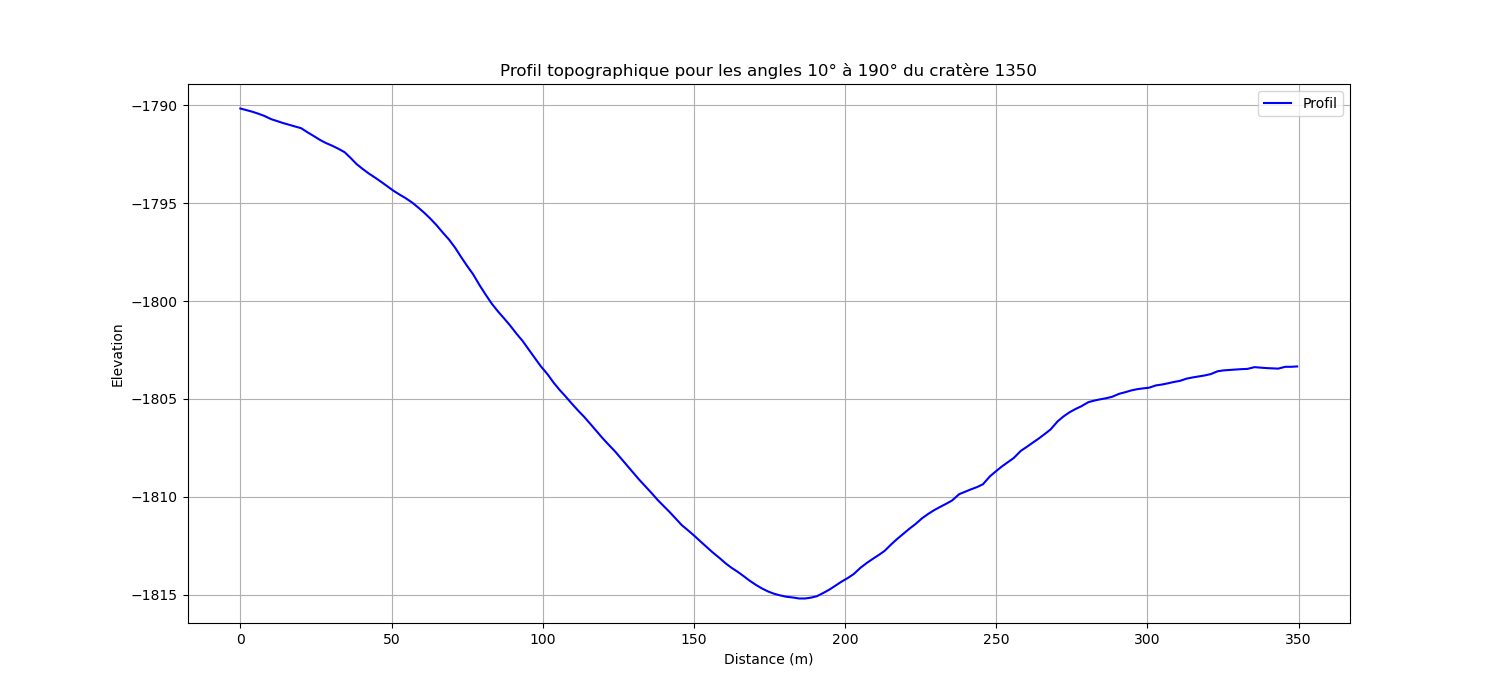 Profil topographique pour les angles 10° à 190° du cratère 1350
Profil
Elevation
−1790
−1795
−1800
−1805
−1810
−1815
0 50 100 150 200 250 300 350
Distance (m)